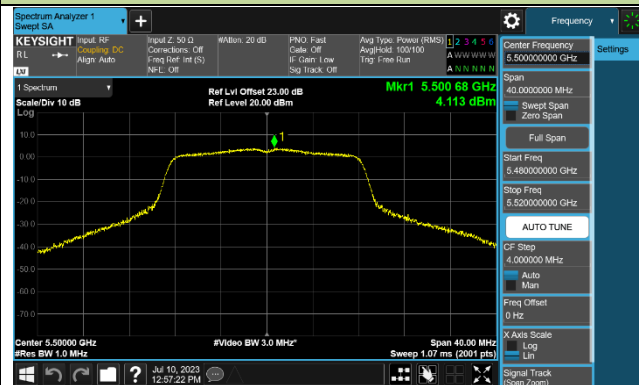 Spectrum Analyzer 1
Swept SA
+
Frequency
KEYSIGHT
RL
LXI
Input: RF
Coupling: DC
Align: Auto
Input Z: 50 Ω
Corrections: Off
Freq Ref: Int (S)
NFE: Off
#Atten: 20 dB
PNO: Fast
Gate: Off
IF Gain: Low
Sig Track: Off
Avg Type: Power (RMS)
Avg|Hold: 100/100
Trig: Free Run
1 2 3 4 5 6
A W W W W W
A N N N N N
1 Spectrum
Scale/Div 10 dB
Log
Ref Lvl Offset 23.00 dB
Ref Level 20.00 dBm
Mkr1 5.500 68 GHz
4.113 dBm
1
10.0
0.00
-10.0
-20.0
-30.0
-40.0
-50.0
-60.0
-70.0
Center 5.50000 GHz
#Res BW 1.0 MHz
#Video BW 3.0 MHz*
Span 40.00 MHz
Sweep 1.07 ms (2001 pts)
Jul 10, 2023
12:57:22 PM
Center Frequency
5.500000000 GHz
Settings
Span
40.0000000 MHz
Swept Span
Zero Span
Full Span
Start Freq
5.480000000 GHz
Stop Freq
5.520000000 GHz
AUTO TUNE
CF Step
4.000000 MHz
Auto
Man
Freq Offset
0 Hz
X Axis Scale
Log
Lin
Signal Track
(Span Zoom)